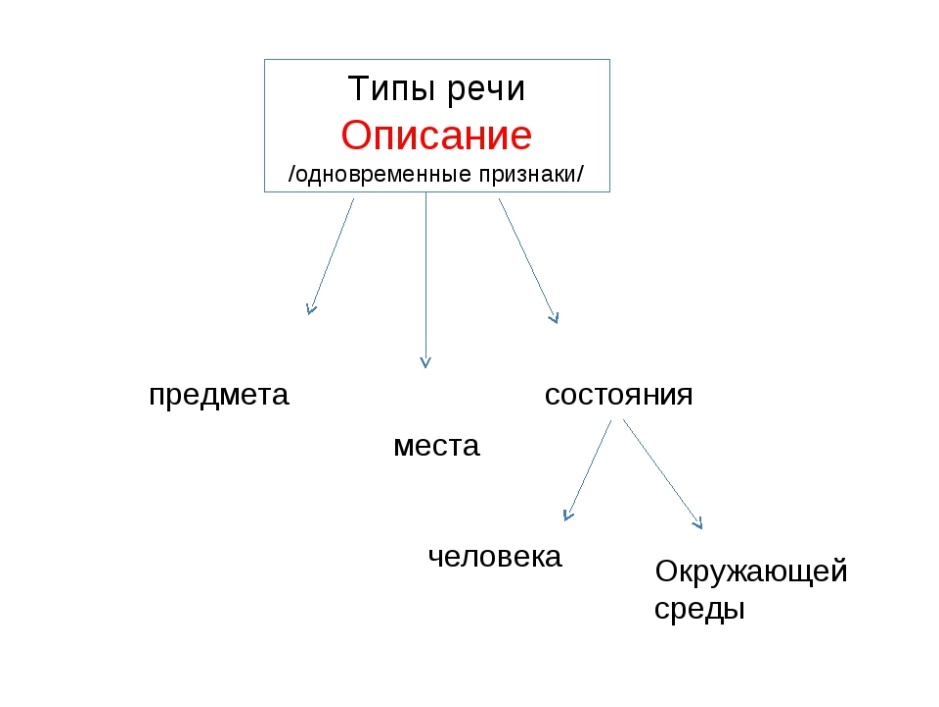 Типы речи
Описание
/одновременные признаки/
предмета
состояния
места
человека
Окружающей
среды